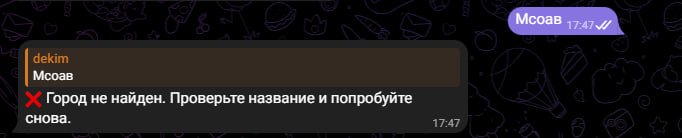 Мсоав 17:47
dekim
Мсоав
❌ Город не найден. Проверьте название и попробуйте
снова.
17:47